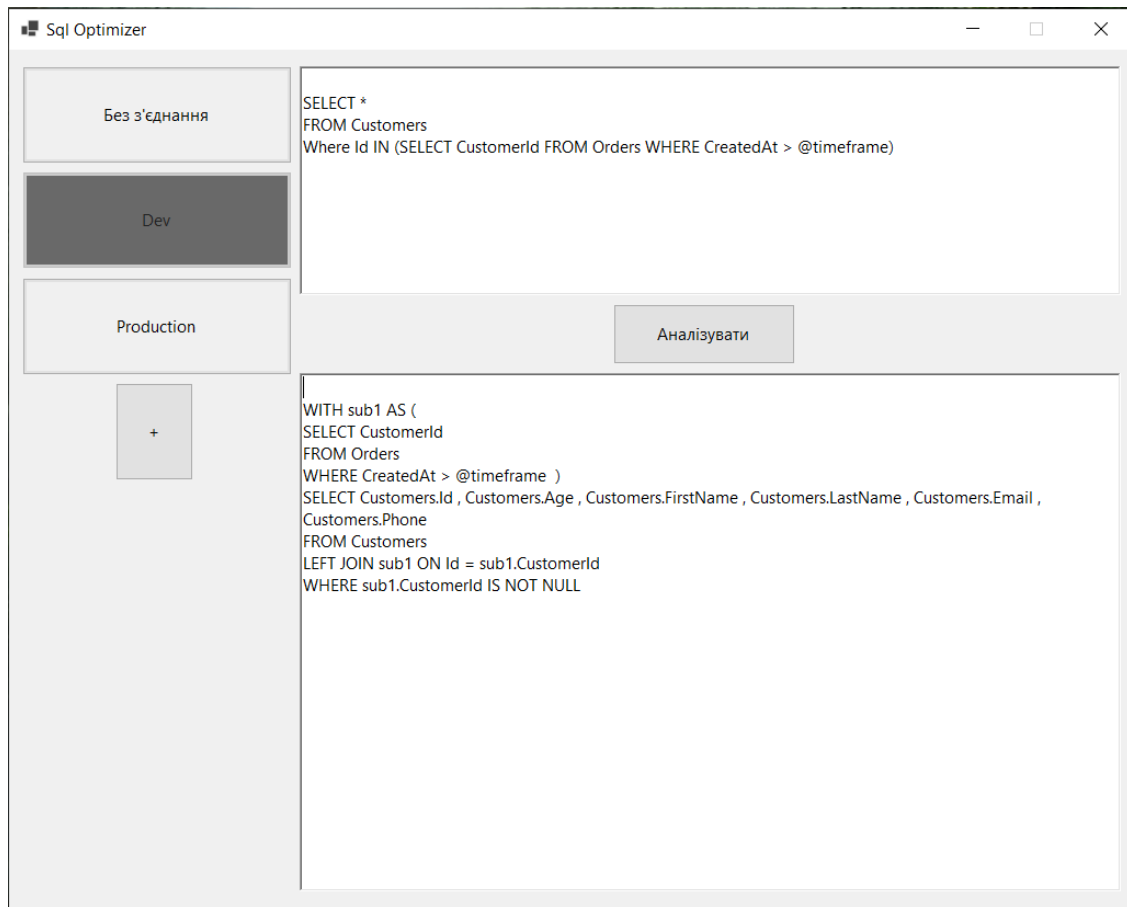 Sql Optimizer
Без з'єднання
Dev
Production
+
SELECT *
FROM Customers
Where Id IN (SELECT CustomerId FROM Orders WHERE CreatedAt > @timeframe)
Аналізувати
WITH sub1 AS (
SELECT CustomerId
FROM Orders
WHERE CreatedAt > @timeframe )
SELECT Customers.Id , Customers.Age , Customers.FirstName , Customers.LastName , Customers.Email ,
Customers.Phone
FROM Customers
LEFT JOIN sub1 ON Id = sub1.CustomerId
WHERE sub1.CustomerId IS NOT NULL